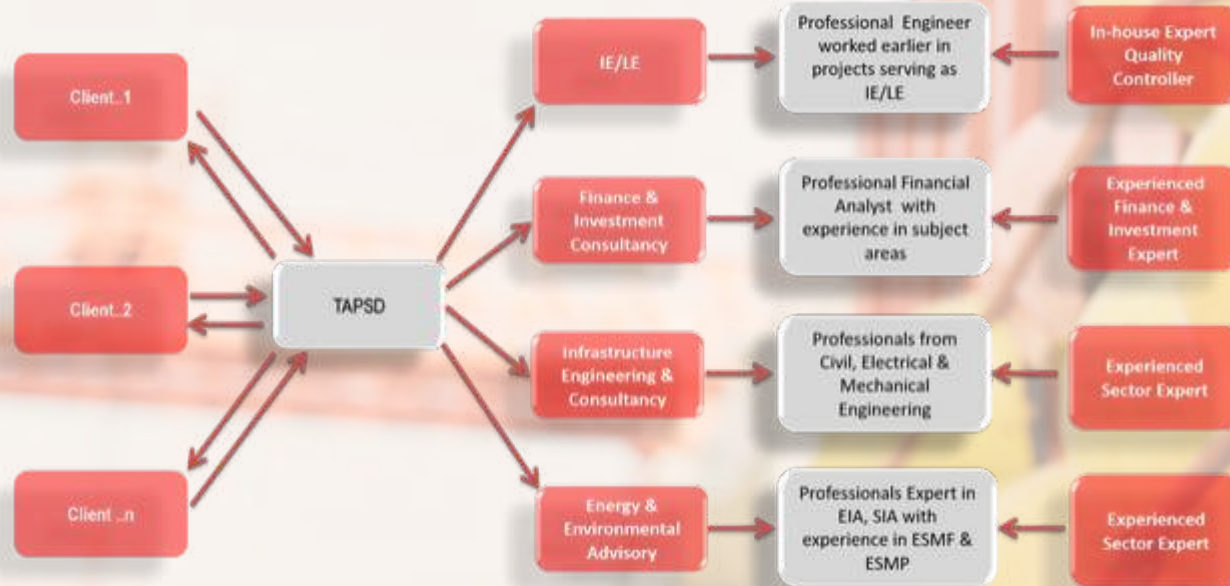 Client..1
Client..2
Client ..n
TAPSD
IE/LE
Professional Engineer
worked earlier in
projects serving as
IE/LE
In-house Expert
Quality
Controller
Finance &
Investment
Consultancy
Professional Financial
Analyst with
experience in subject
areas
Experienced
Finance &
Investment
Expert
Infrastructure
Engineering &
Consultancy
Professionals from
Civil, Electrical &
Mechanical
Engineering
Experienced
Sector Expert
Energy &
Environmental
Advisory
Professionals Expert in
EIA, SIA with
experience in ESMF &
ESMP
Experienced
Sector Expert